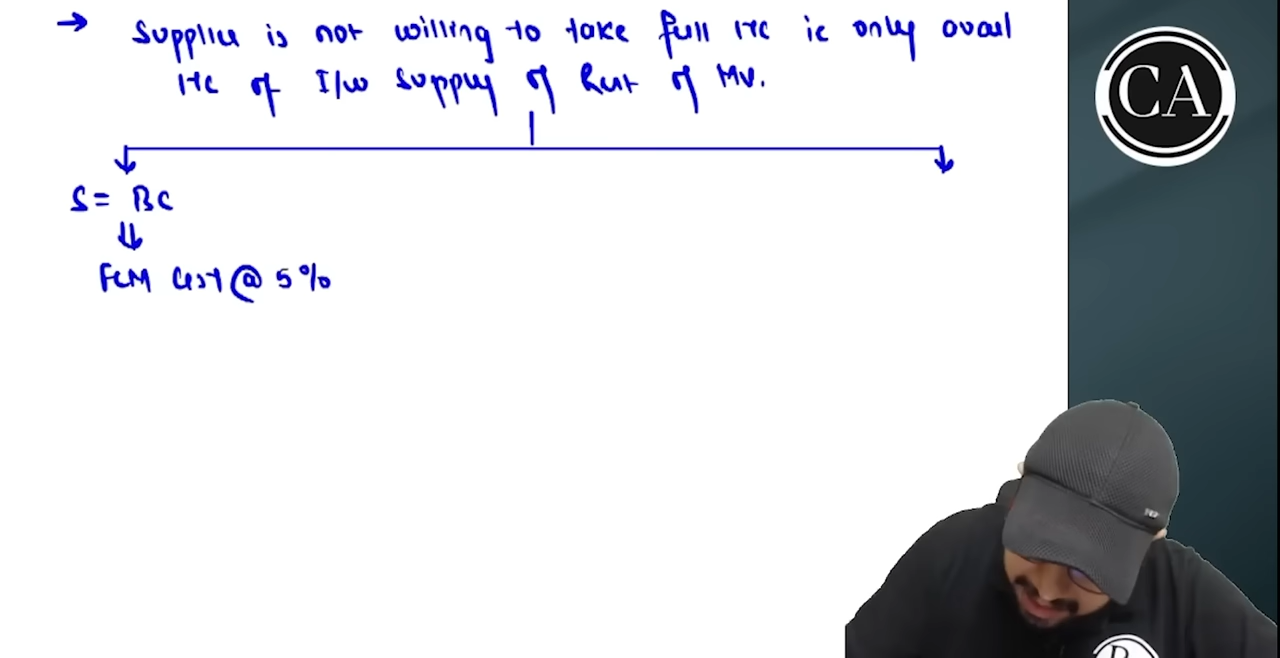 → Supplier is not willing to take full ITC ie only avail
ITC of I/w supply of Rent of MV.
S = BC
FCM GST @ 5%
CA